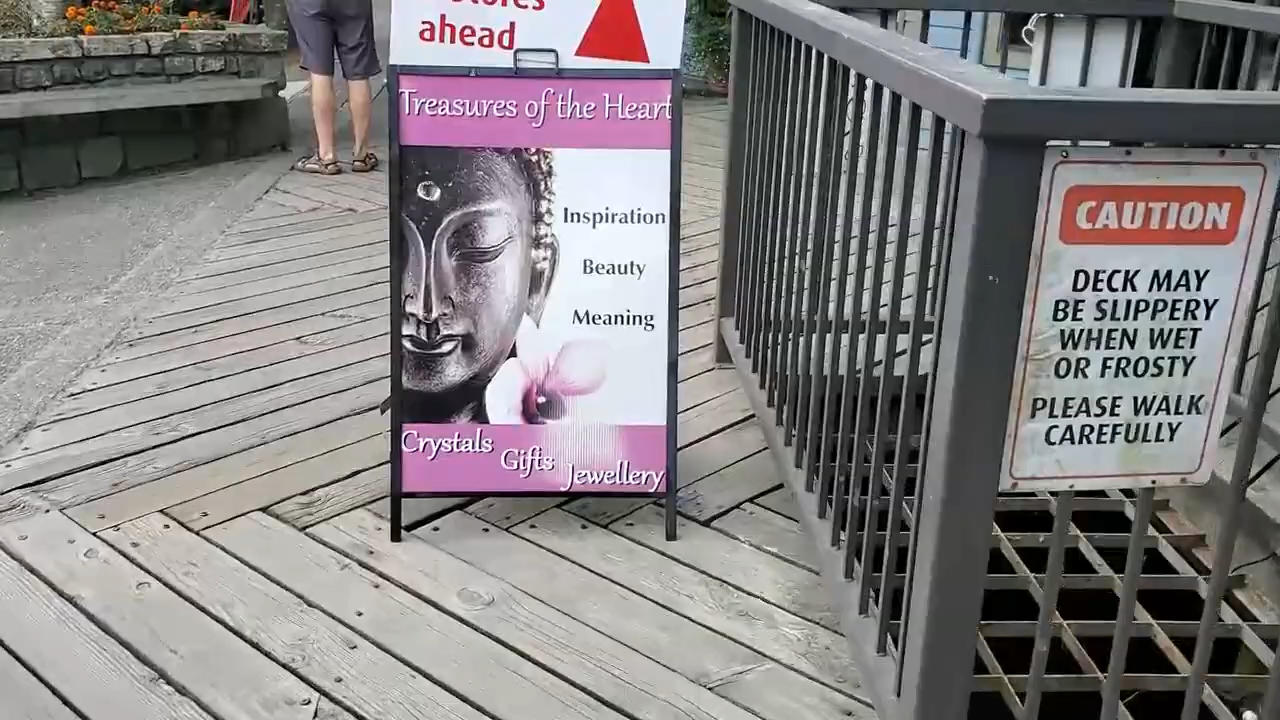 ahead
Treasures of the Heart
Inspiration
Beauty
Meaning
Crystals
Gifts
Jewellery
CAUTION
DECK MAY
BE SLIPPERY
WHEN WET
OR FROSTY
PLEASE WALK
CAREFULLY